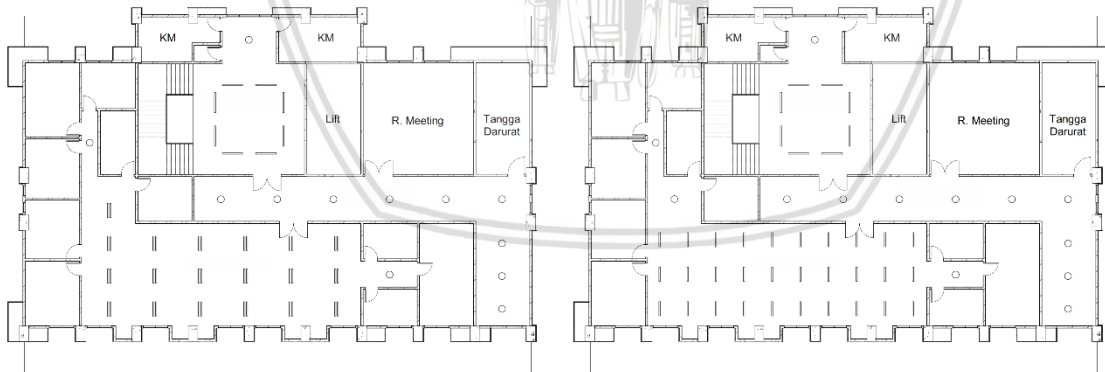 KM
KM
Lift
R. Meeting
Tangga
Darurat
KM
KM
Lift
R. Meeting
Tangga
Darurat